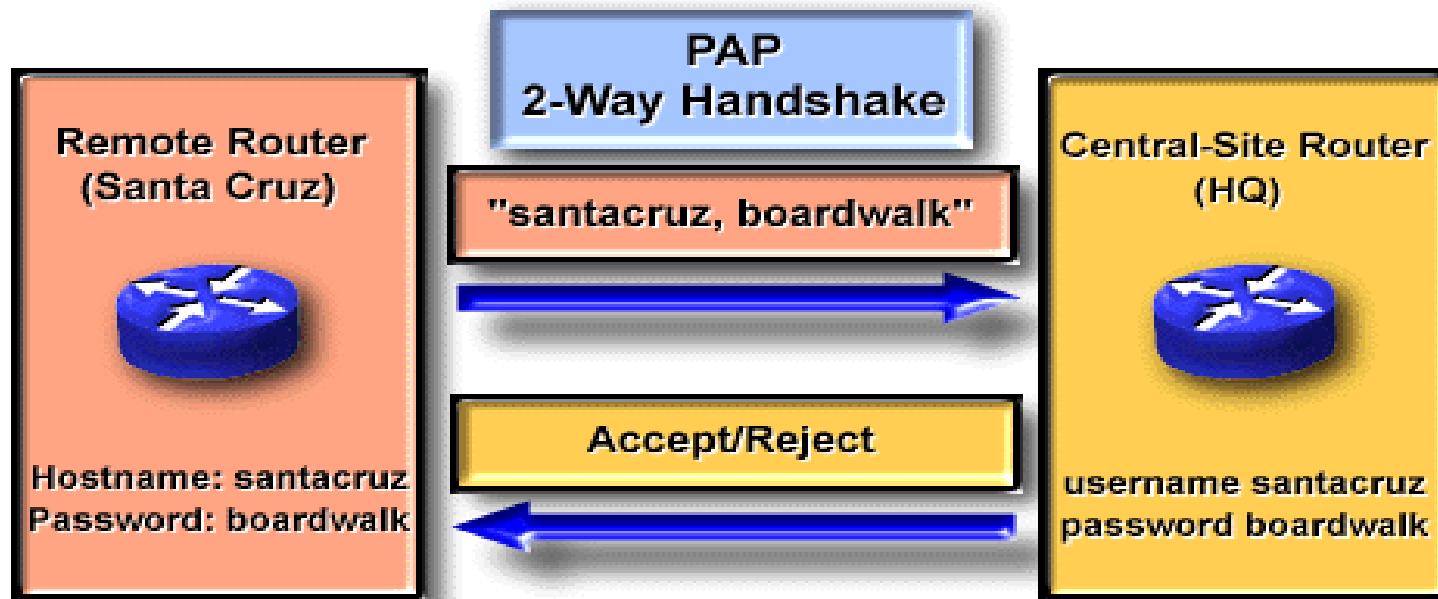 PAP
2-Way Handshake
Remote Router
(Santa Cruz)
"santacruz, boardwalk"
Central-Site Router
(HQ)
Accept/Reject
Hostname: santacruz
Password: boardwalk
username santacruz
password boardwalk